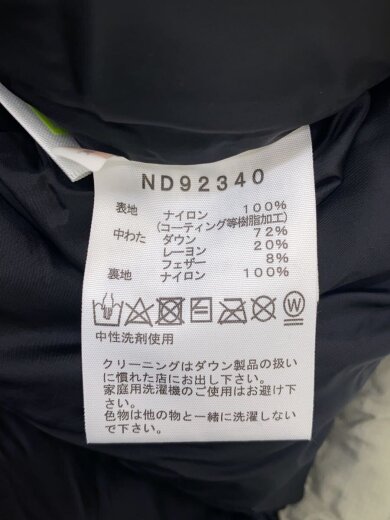 ND92340
表地 ナイロン 100%
(コーティング等樹脂加工)
中わた ダウン 72%
レーヨン 20%
フェザー 8%
裏地 ナイロン 100%
中性洗剤使用
クリーニングはダウン製品の扱い
に慣れた店にお出し下さい。
家庭用洗濯機のご使用はお避け下
さい。
色物は他の物と一緒に洗濯しない
で下さい。